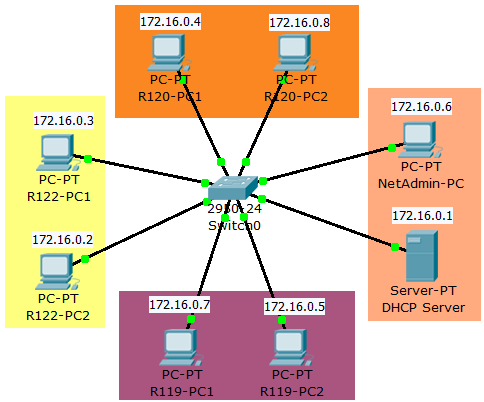 172.16.0.4
PC-PT
R120-PC1
172.16.0.8
PC-PT
R120-PC2
172.16.0.3
PC-PT
R122-PC1
172.16.0.6
PC-PT
NetAdmin-PC
2950-24
Switch0
172.16.0.2
PC-PT
R122-PC2
172.16.0.1
Server-PT
DHCP Server
172.16.0.7
PC-PT
R119-PC1
172.16.0.5
PC-PT
R119-PC2